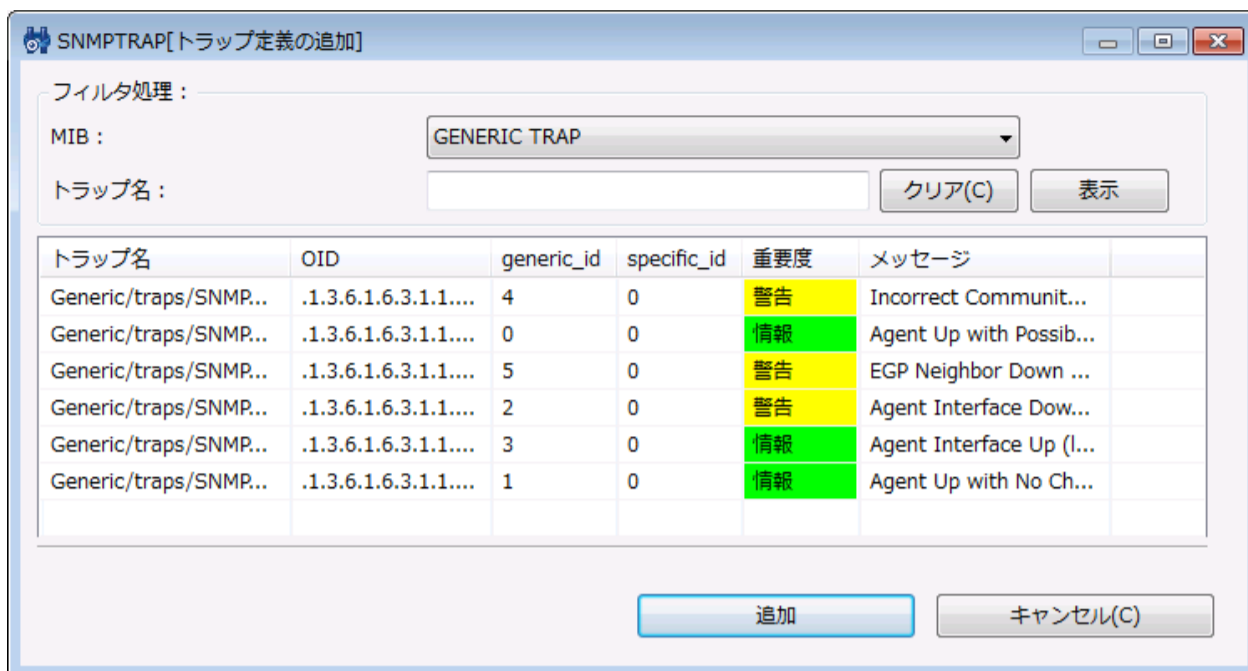 SNMPTRAP[トラップ定義の追加]
フィルタ処理：
MIB： GENERIC TRAP
トラップ名： クリア(C) 表示
トラップ名 OID generic_id specific_id 重要度 メッセージ
Generic/traps/SNMP... .1.3.6.1.6.3.1.1.... 4 0 警告 Incorrect Communit...
Generic/traps/SNMP... .1.3.6.1.6.3.1.1.... 0 0 情報 Agent Up with Possib...
Generic/traps/SNMP... .1.3.6.1.6.3.1.1.... 5 0 警告 EGP Neighbor Down ...
Generic/traps/SNMP... .1.3.6.1.6.3.1.1.... 2 0 警告 Agent Interface Dow...
Generic/traps/SNMP... .1.3.6.1.6.3.1.1.... 3 0 情報 Agent Interface Up (l...
Generic/traps/SNMP... .1.3.6.1.6.3.1.1.... 1 0 情報 Agent Up with No Ch...
追加 キャンセル(C)